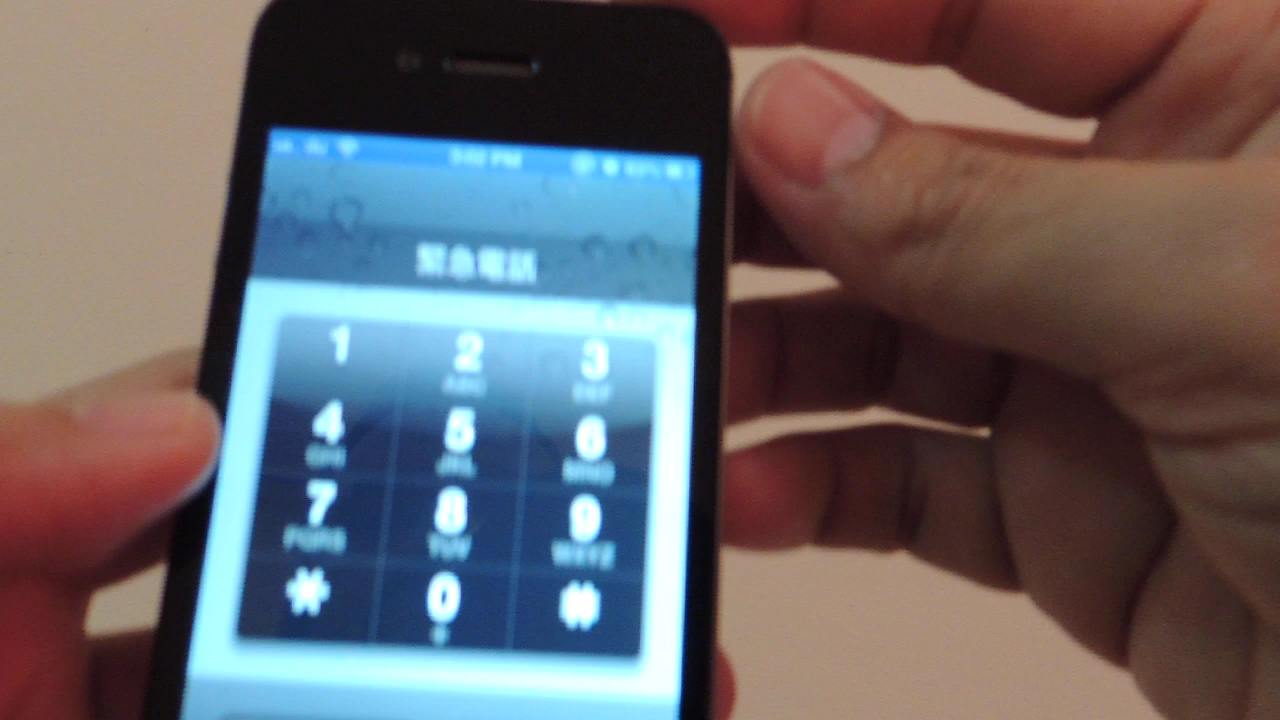 緊急電話
1 2 3
ABC DEF
4 5 6
GHI JKL MNO
7 8 9
PQRS TUV WXYZ
* 0 #
+